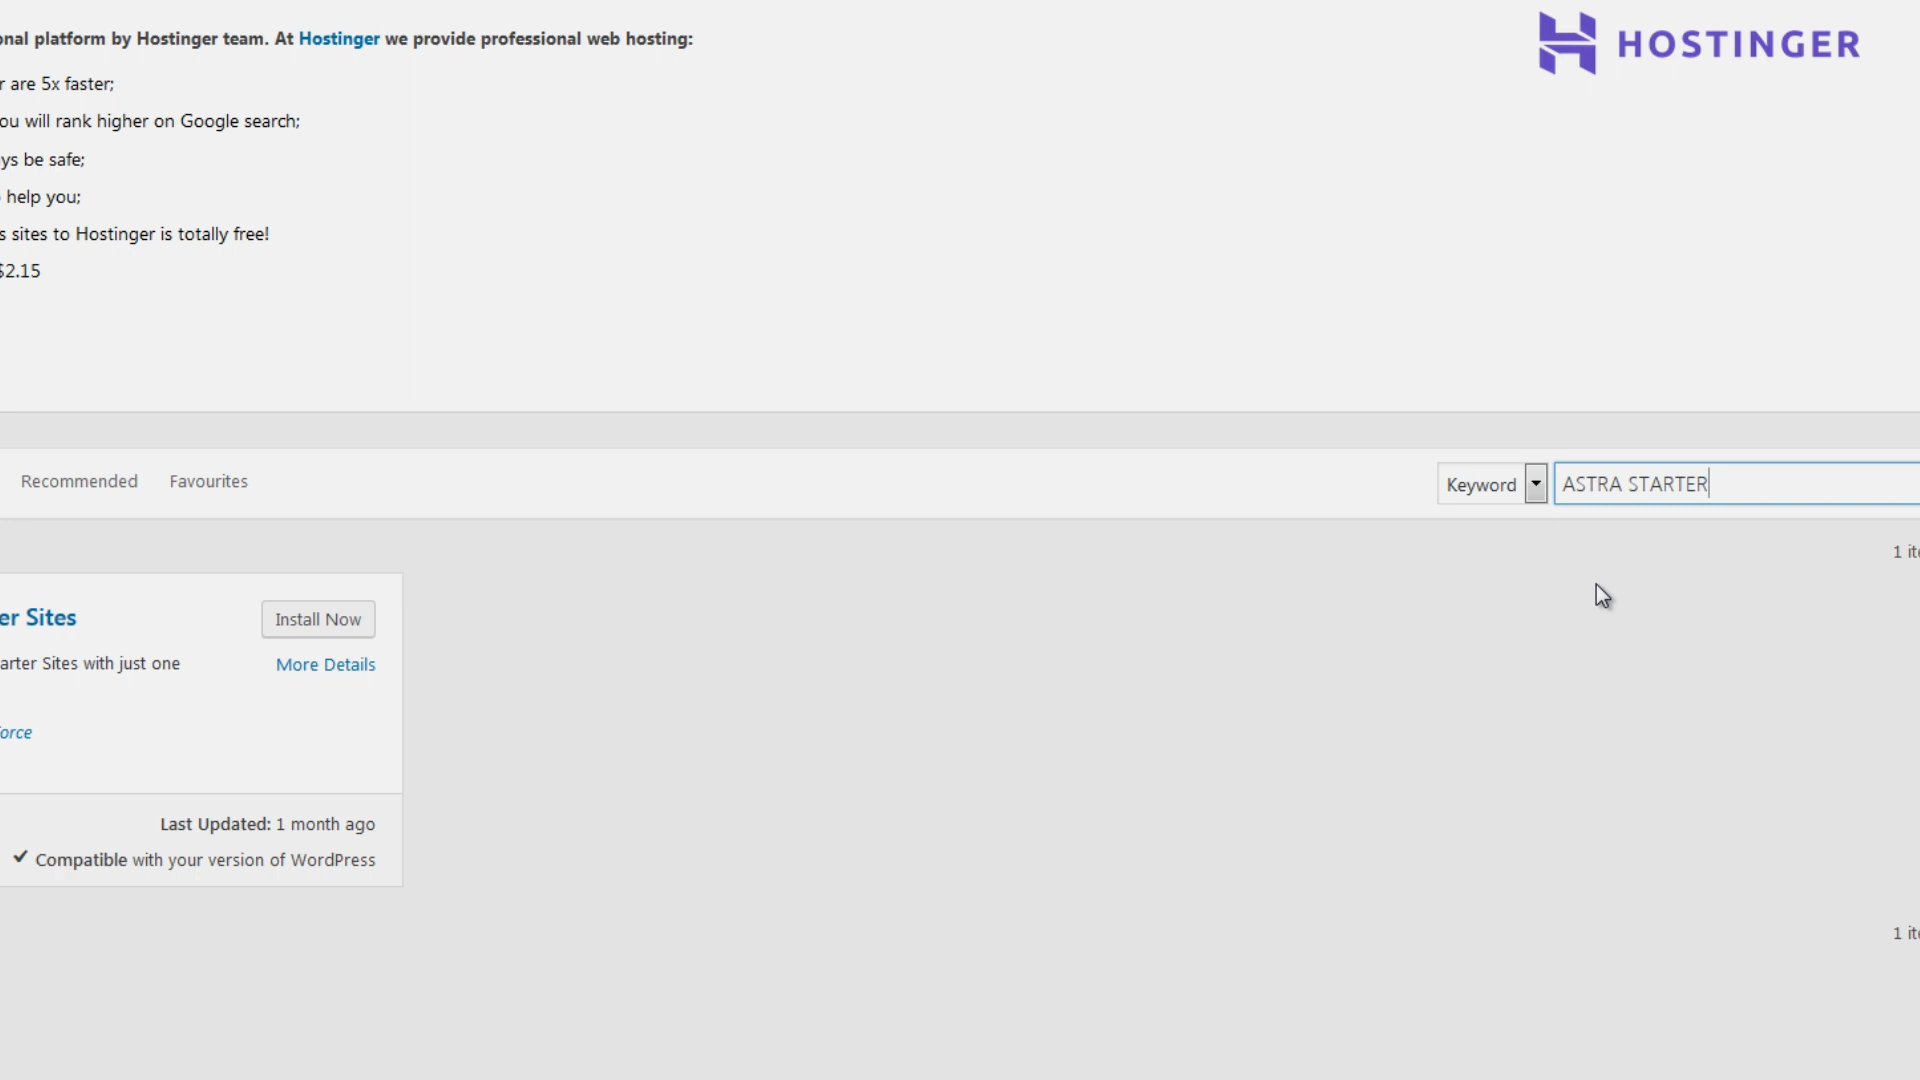 onal platform by Hostinger team. At Hostinger we provide professional web hosting:
HOSTINGER
r are 5x faster;
ou will rank higher on Google search;
ys be safe;
help you;
s sites to Hostinger is totally free!
$2.15
Recommended Favourites Keyword ASTRA STARTER
1 ite
er Sites Install Now
arter Sites with just one More Details
orce
Last Updated: 1 month ago
Compatible with your version of WordPress
1 ite